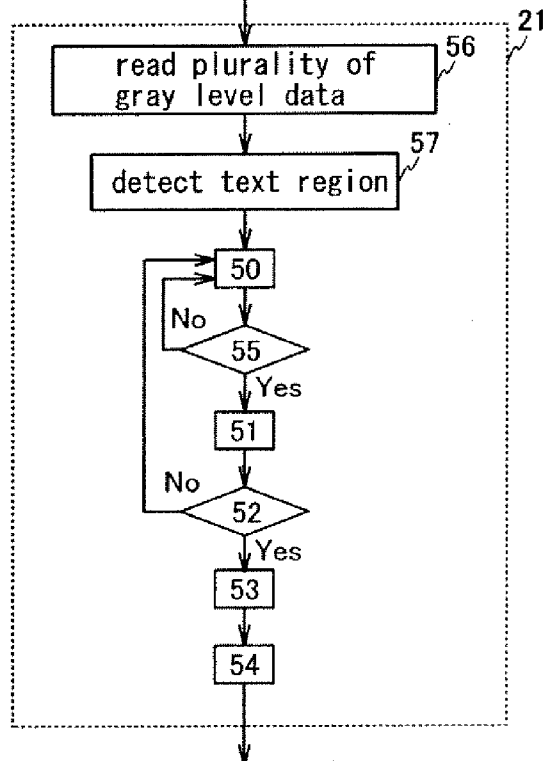 21
read plurality of
gray level data
56
57
detect text region
50
No
55
Yes
51
No
52
Yes
53
54